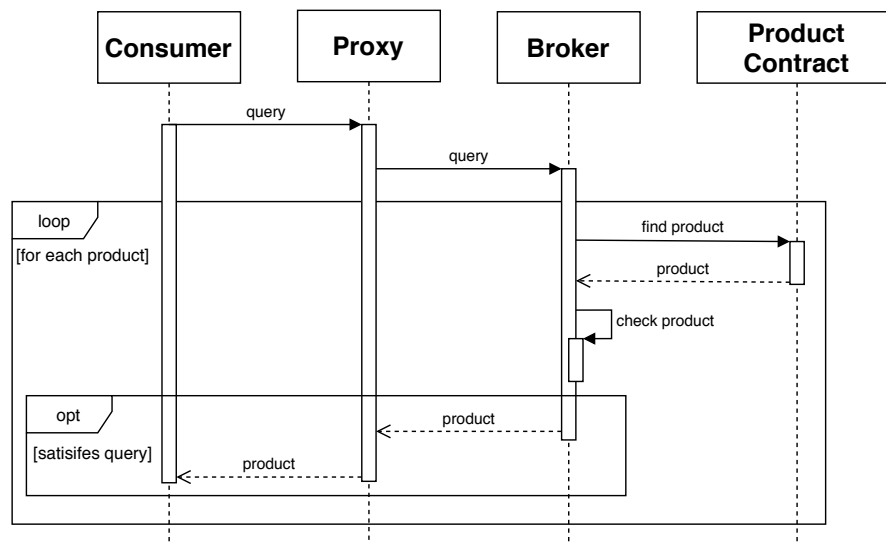 Consumer
Proxy
Broker
Product
Contract
query
query
loop
[for each product]
find product
product
check product
opt
[satisifes query]
product
product